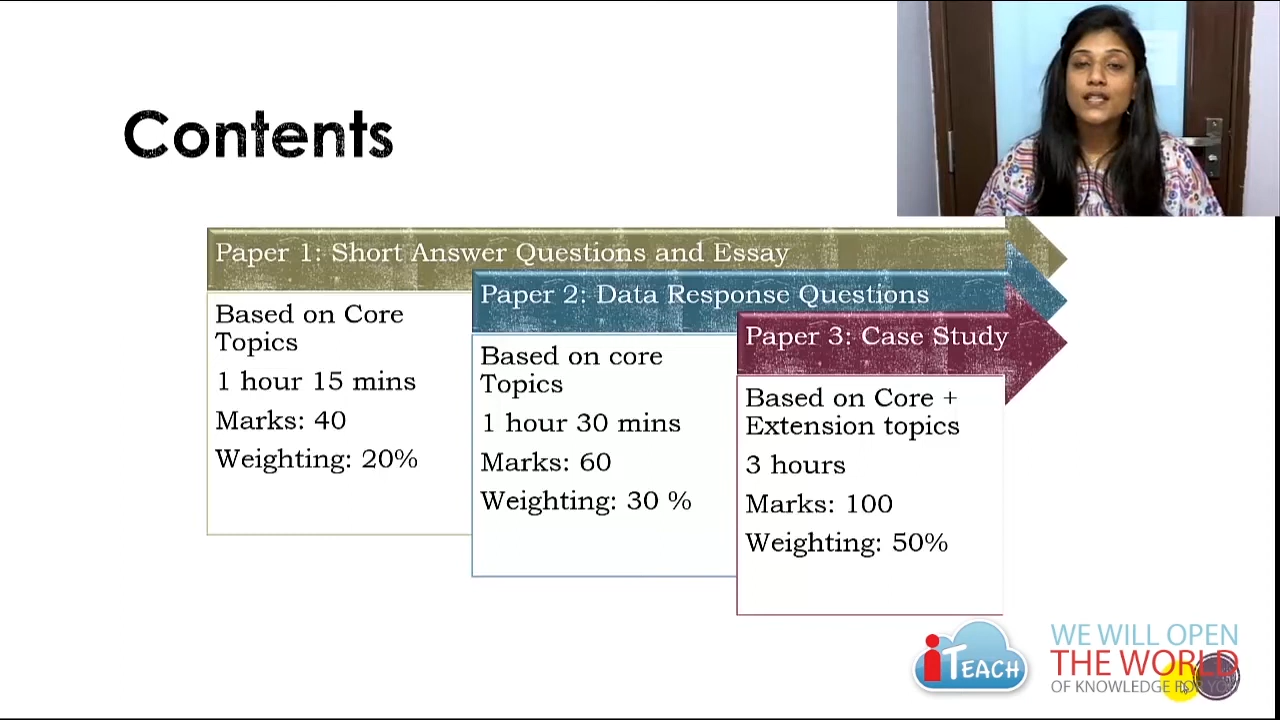 Contents
Paper 1: Short Answer Questions and Essay
Based on Core
Topics
1 hour 15 mins
Marks: 40
Weighting: 20%
Paper 2: Data Response Questions
Based on core
Topics
1 hour 30 mins
Marks: 60
Weighting: 30 %
Paper 3: Case Study
Based on Core +
Extension topics
3 hours
Marks: 100
Weighting: 50%
iTEACH
WE WILL OPEN
THE WORLD
OF KNOWLEDGE FOR YOU